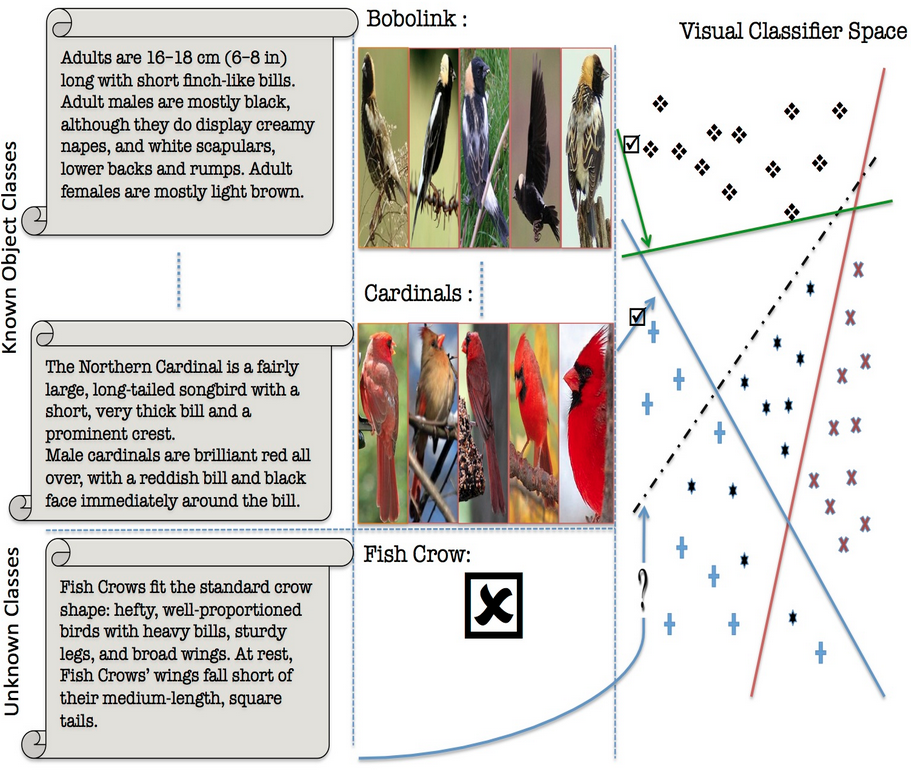 Known Object Classes
Adults are 16–18 cm (6–8 in)
long with short finch-like bills.
Adult males are mostly black,
although they do display creamy
napes, and white scapulars,
lower backs and rumps. Adult
females are mostly light brown.
Bobolink :
Visual Classifier Space
The Northern Cardinal is a fairly
large, long-tailed songbird with a
short, very thick bill and a
prominent crest.
Male cardinals are brilliant red all
over, with a reddish bill and black
face immediately around the bill.
Cardinals :
Unknown Classes
Fish Crows fit the standard crow
shape: hefty, well-proportioned
birds with heavy bills, sturdy
legs, and broad wings. At rest,
Fish Crows’ wings fall short of
their medium-length, square
tails.
Fish Crow:
?